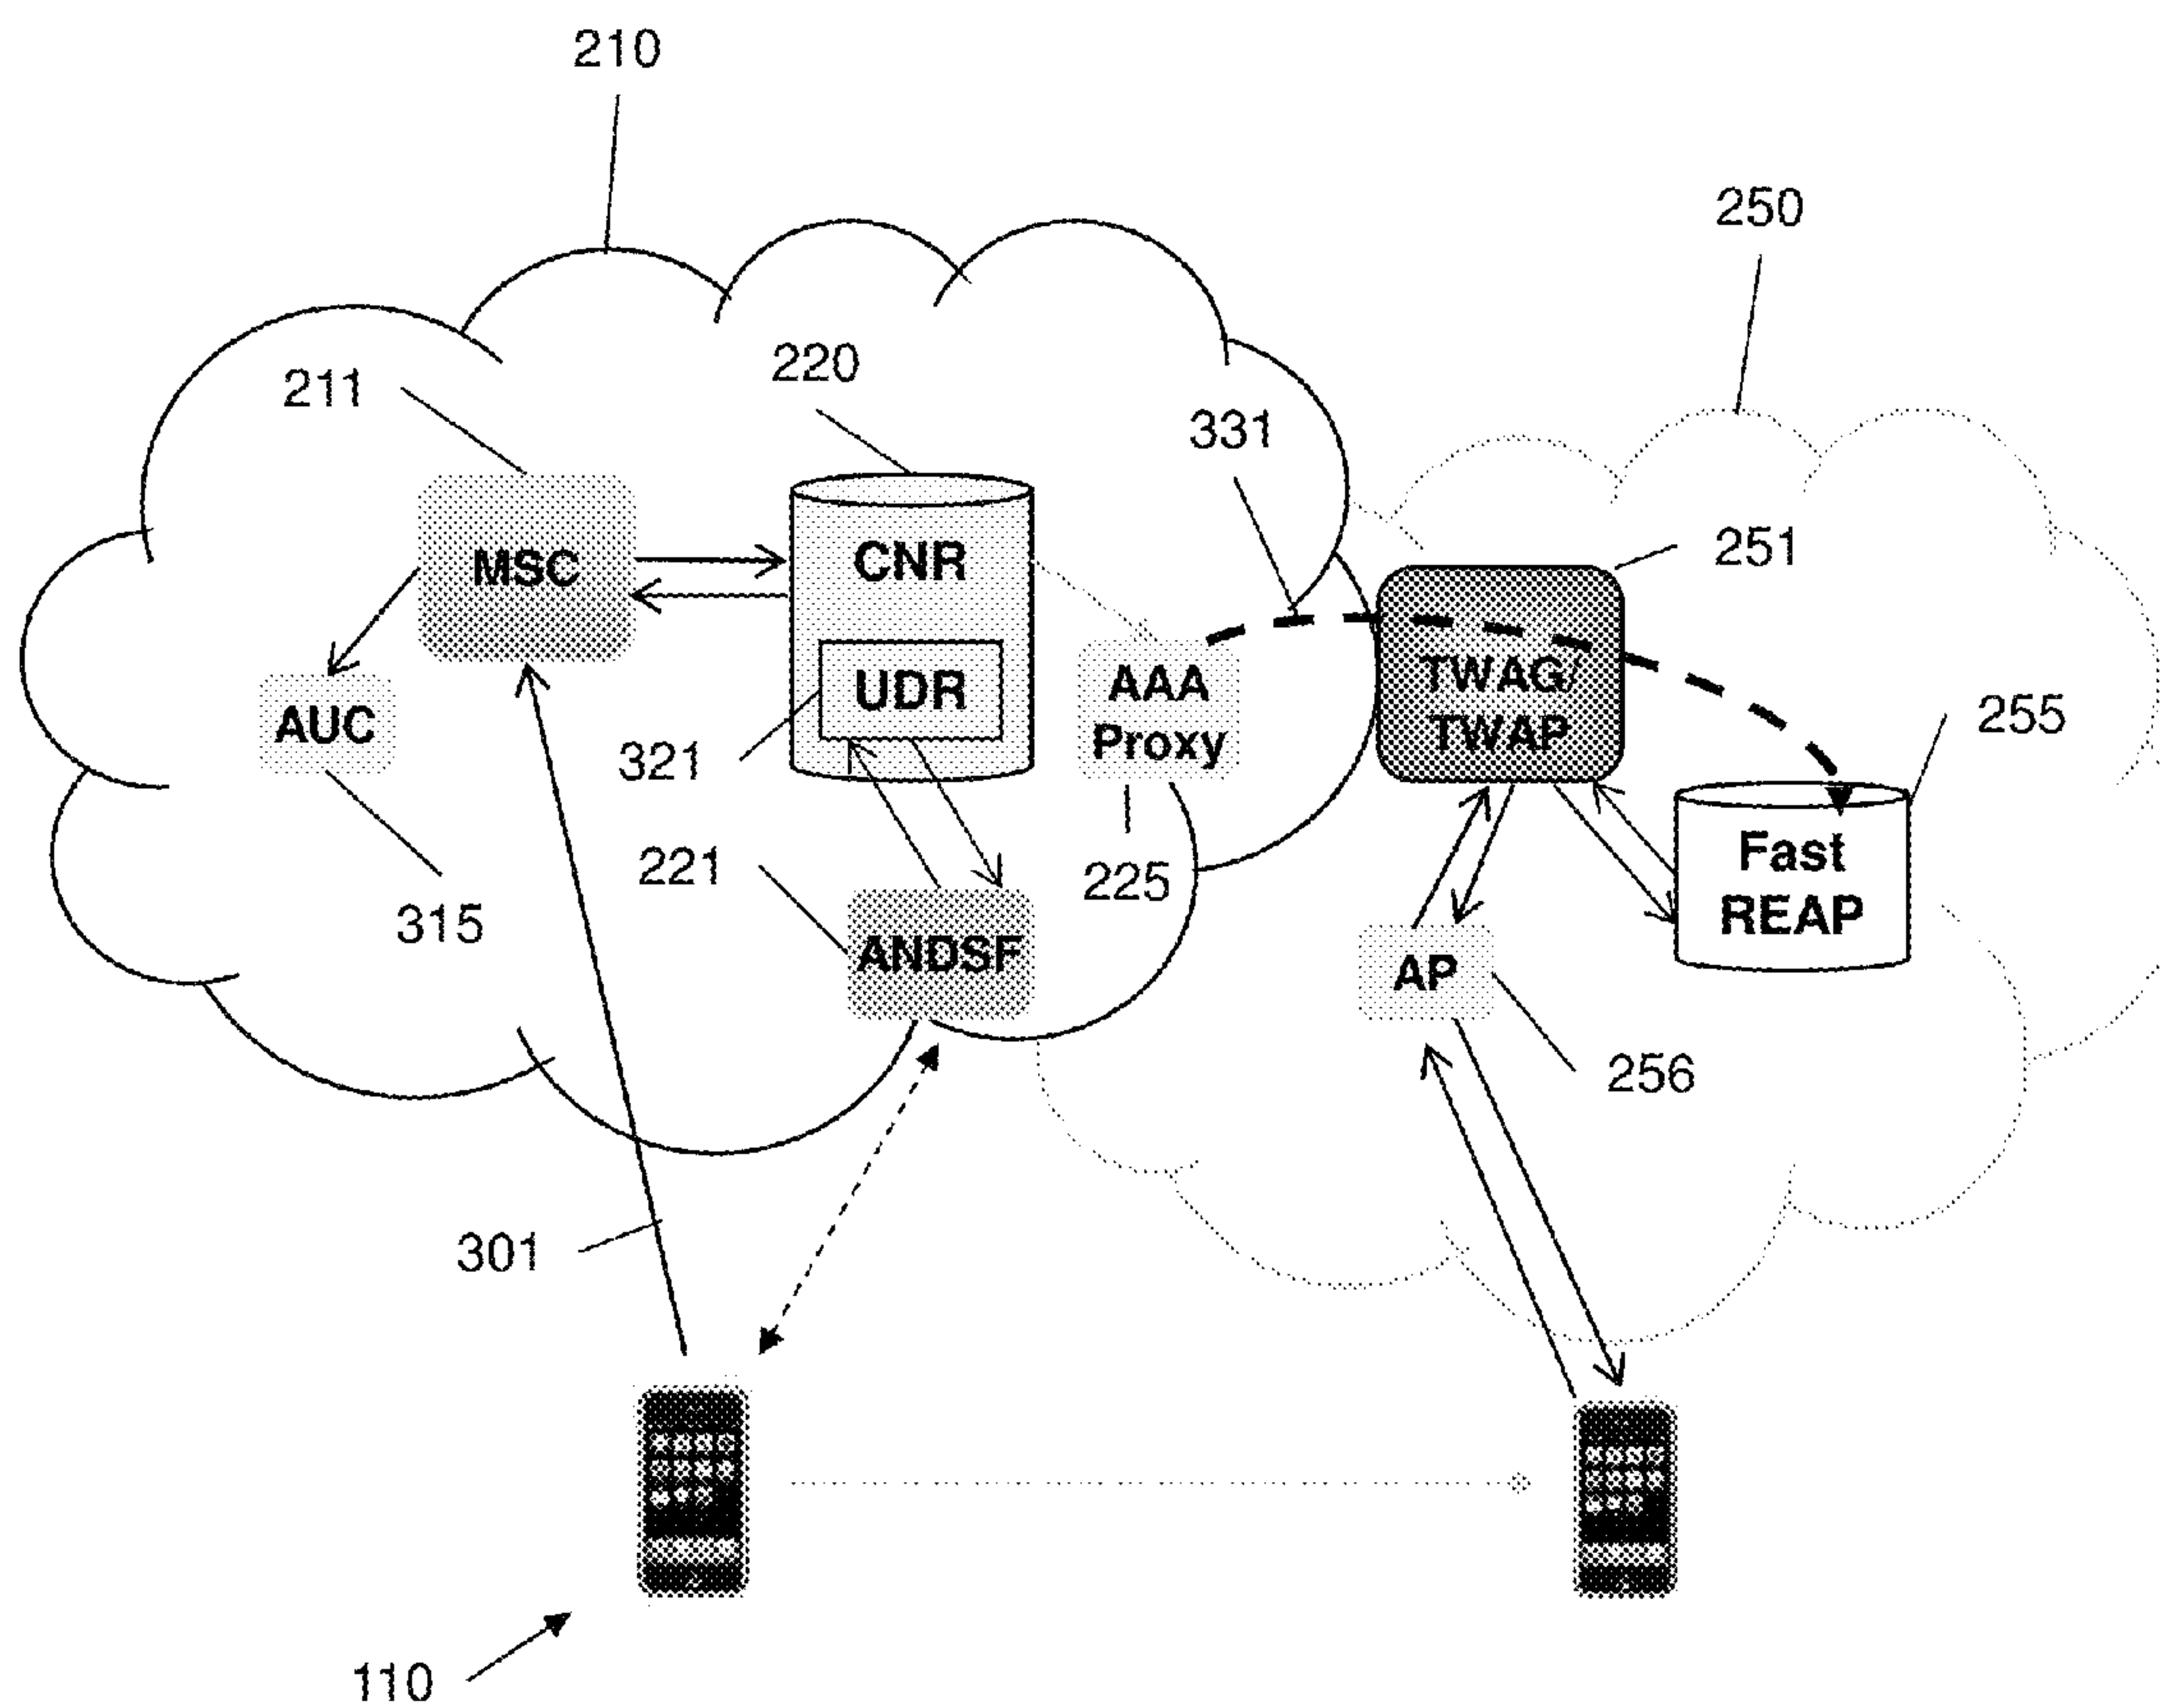 210
250
220
211
331
251
MSC
CNR
TWAG/
TWAP
UDR
AAA
Proxy
AUC
321
255
Fast
REAP
221
225
315
ANDSF
AP
256
301
110